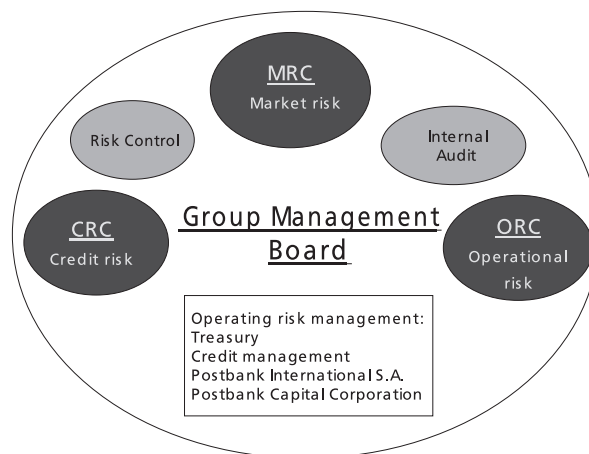 MRC
Market risk
Risk Control
Internal
Audit
CRC
Credit risk
Group Management
Board
ORC
Operational
risk
Operating risk management:
Treasury
Credit management
Postbank International S.A.
Postbank Capital Corporation